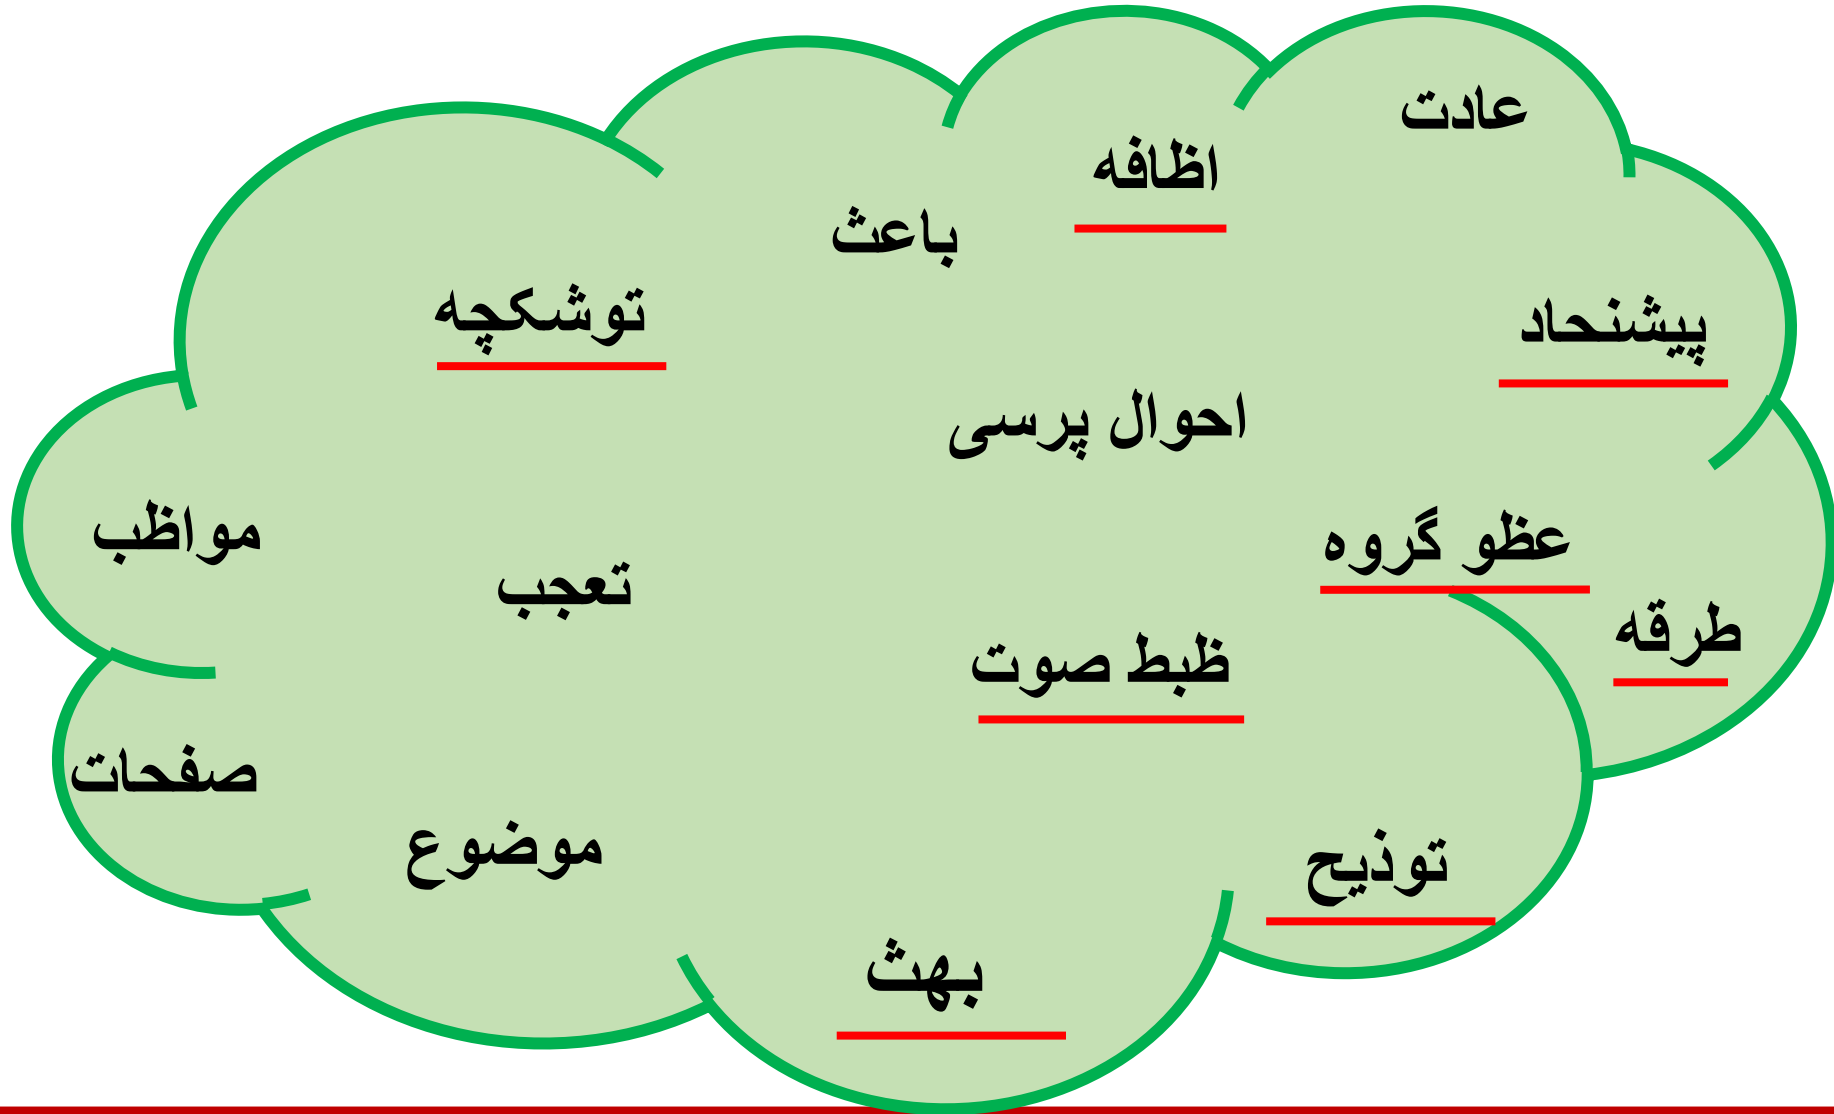 عادت
اظافه
باعث
توشکچه
پیشنحاد
احوال پرسی
عظو گروه
مواظب
تعجب
طرقه
ظبط صوت
صفحات
موضوع
توذیح
بهث